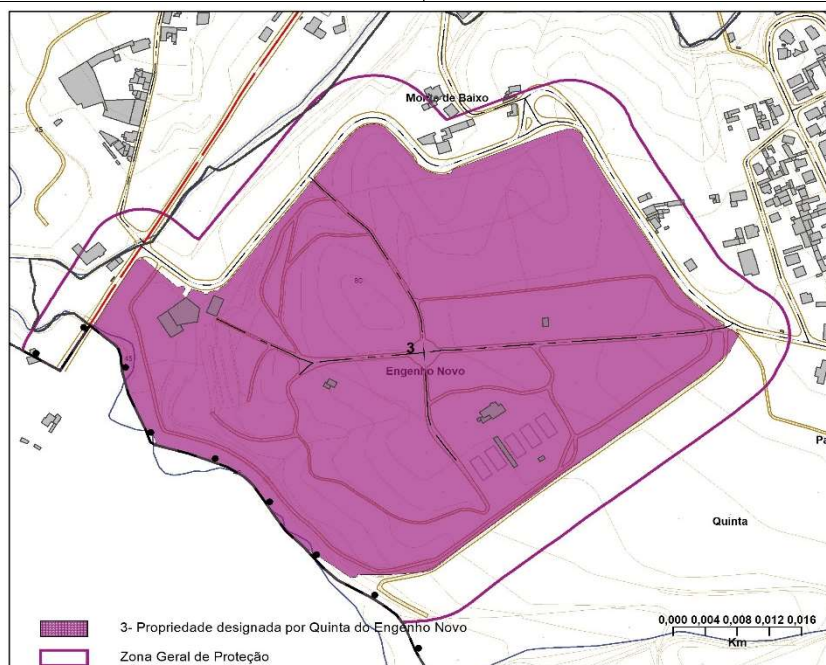 Monte de Baixo
45
80
3
Engenho Novo
45
Pa
Quinta
3- Propriedade designada por Quinta do Engenho Novo
Zona Geral de Proteção
0,000 0,004 0,008 0,012 0,016
Km